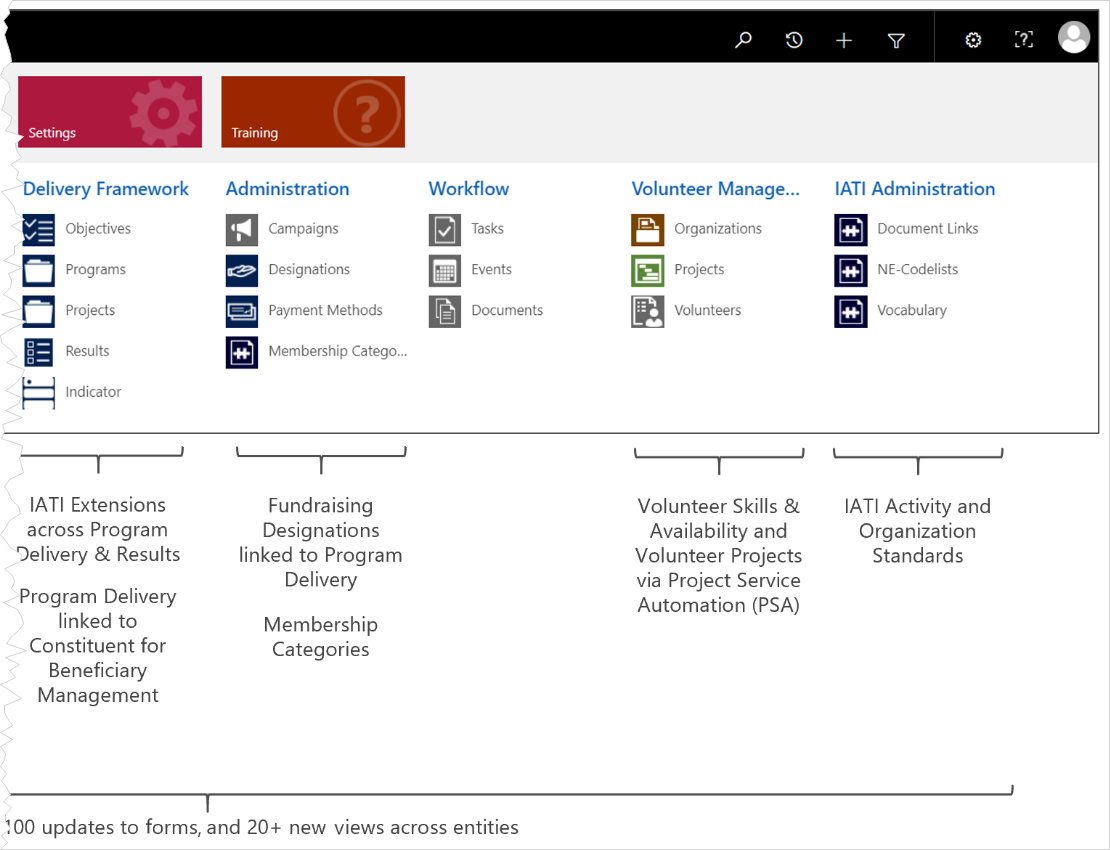 Settings
Training
Delivery Framework
Objectives
Programs
Projects
Results
Indicator
Administration
Campaigns
Designations
Payment Methods
Membership Catego...
Workflow
Tasks
Events
Documents
Volunteer Manage...
Organizations
Projects
Volunteers
IATI Administration
Document Links
NE-Codelists
Vocabulary
IATI Extensions
across Program
Delivery & Results
Program Delivery
linked to
Constituent for
Beneficiary
Management
Fundraising
Designations
linked to Program
Delivery
Membership
Categories
Volunteer Skills &
Availability and
Volunteer Projects
via Project Service
Automation (PSA)
IATI Activity and
Organization
Standards
100 updates to forms, and 20+ new views across entities